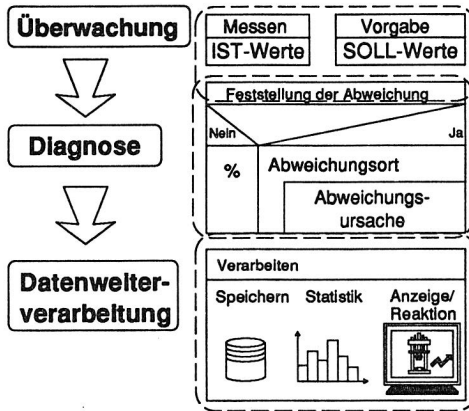 Überwachung
Messen
IST-Werte
Vorgabe
SOLL-Werte
Feststellung der Abweichung
Nein
Ja
Diagnose
%
Abweichungsort
Abweichungs-
ursache
Datenweiter-
verarbeitung
Verarbeiten
Speichern
Statistik
Anzeige/
Reaktion